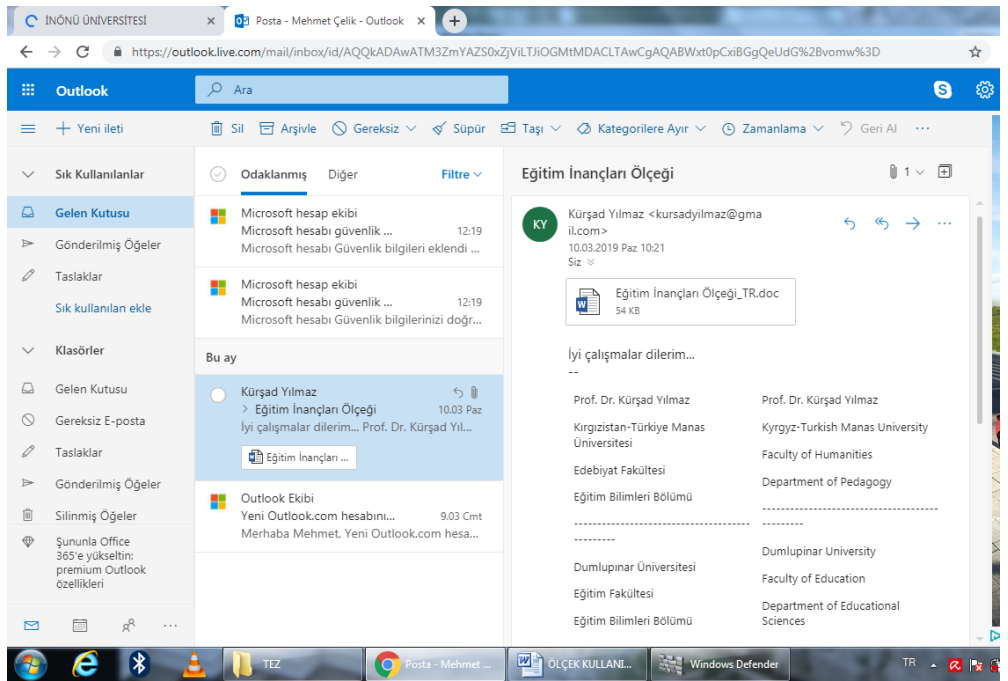 İNÖNÜ ÜNİVERSİTESİ
Posta - Mehmet Çelik - Outlook
https://outlook.live.com/mail/inbox/id/AQQkADAwATM3ZmYAZS0xZjViLTJiOGMtMDACLTAwCgAQABWxt0pCxiBGgQeUdG%2Bvomw%3D
Outlook
Ara
Yeni ileti
Sil Arşivle Gereksiz Süpür Taşı Kategorilere Ayır Zamanlama Geri Al ...
Sık Kullanılanlar
Gelen Kutusu
Gönderilmiş Öğeler
Taslaklar
Sık kullanılan ekle
Klasörler
Gelen Kutusu
Gereksiz E-posta
Taslaklar
Gönderilmiş Öğeler
Silinmiş Öğeler
Şununla Office
365'e yükseltin:
premium Outlook
özellikleri
Odaklanmış Diğer Filtre
Microsoft hesap ekibi
Microsoft hesabı güvenlik ... 12:19
Microsoft hesabı Güvenlik bilgileri eklendi ...
Microsoft hesap ekibi
Microsoft hesabı güvenlik ... 12:19
Microsoft hesabı Güvenlik bilgilerinizi doğr...
Bu ay
Kürşad Yılmaz
Eğitim İnançları Ölçeği 10.03 Paz
İyi çalışmalar dilerim... Prof. Dr. Kürşad Yıl...
Eğitim İnançları ...
Outlook Ekibi
Yeni Outlook.com hesabını... 9.03 Cmt
Merhaba Mehmet, Yeni Outlook.com hesa...
Eğitim İnançları Ölçeği 1
KY
Kürşad Yılmaz <kursadyilmaz@gma
il.com>
10.03.2019 Paz 10:21
Siz
Eğitim İnançları Ölçeği_TR.doc
54 KB
İyi çalışmalar dilerim...
--
Prof. Dr. Kürşad Yılmaz
Kırgızistan-Türkiye Manas
Üniversitesi
Edebiyat Fakültesi
Eğitim Bilimleri Bölümü
---------------------------------------
---------
Dumlupınar Üniversitesi
Eğitim Fakültesi
Eğitim Bilimleri Bölümü
Prof. Dr. Kürşad Yılmaz
Kyrgyz-Turkish Manas University
Faculty of Humanities
Department of Pedagogy
---------------------------------------
---------
Dumlupinar University
Faculty of Education
Department of Educational
Sciences
TEZ
Posta - Mehmet ...
ÖLÇEK KULLANI...
Windows Defender
TR